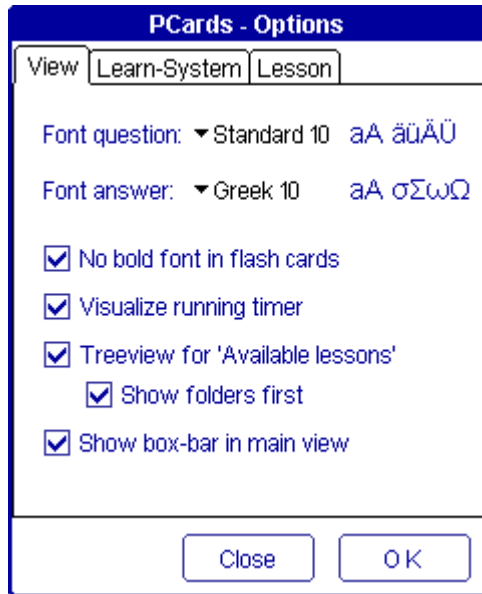 PCards - Options
View Learn-System Lesson
Font question: Standard 10 aA äüÄÜ
Font answer: Greek 10 aA σΣωΩ
No bold font in flash cards
Visualize running timer
Treeview for 'Available lessons'
Show folders first
Show box-bar in main view
Close OK